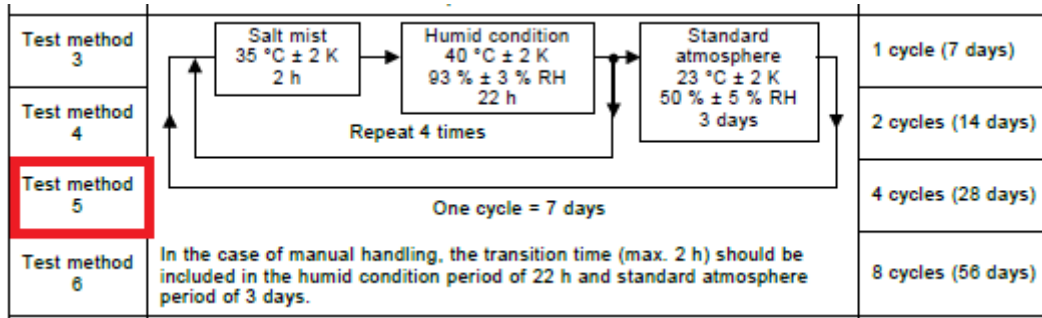 Test method
3
Salt mist
35 °C ± 2 K
2 h
Humid condition
40 °C ± 2 K
93 % ± 3 % RH
22 h
Standard
atmosphere
23 °C ± 2 K
50 % ± 5 % RH
3 days
1 cycle (7 days)
Test method
4
Repeat 4 times
2 cycles (14 days)
Test method
5
One cycle = 7 days
4 cycles (28 days)
Test method
6
In the case of manual handling, the transition time (max. 2 h) should be
included in the humid condition period of 22 h and standard atmosphere
period of 3 days.
8 cycles (56 days)